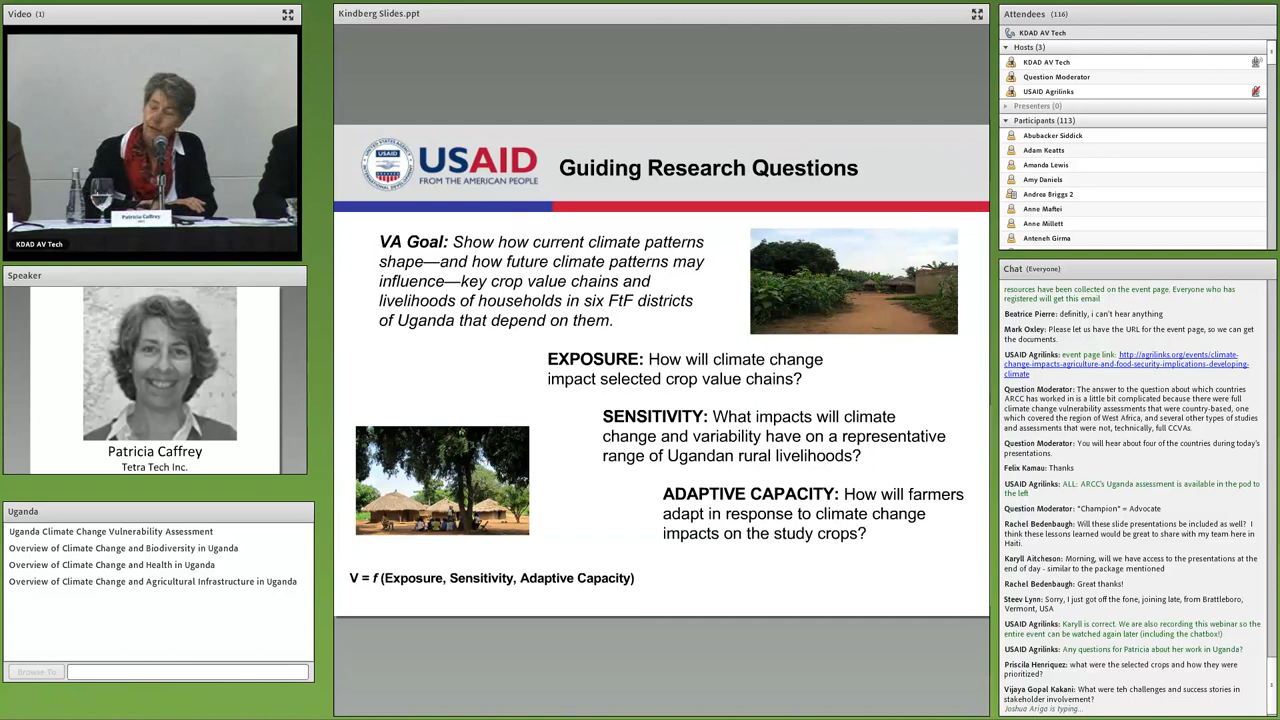 Video (1)
Patricia Caffrey
KDAD AV Tech
Speaker
Patricia Caffrey
Tetra Tech Inc.
Uganda
Uganda Climate Change Vulnerability Assessment
Overview of Climate Change and Biodiversity in Uganda
Overview of Climate Change and Health in Uganda
Overview of Climate Change and Agricultural Infrastructure in Uganda
Browse To
Kindberg Slides.ppt
USAID
FROM THE AMERICAN PEOPLE
Guiding Research Questions
VA Goal: Show how current climate patterns
shape—and how future climate patterns may
influence—key crop value chains and
livelihoods of households in six FtF districts
of Uganda that depend on them.
EXPOSURE: How will climate change
impact selected crop value chains?
SENSITIVITY: What impacts will climate
change and variability have on a representative
range of Ugandan rural livelihoods?
ADAPTIVE CAPACITY: How will farmers
adapt in response to climate change
impacts on the study crops?
V = f (Exposure, Sensitivity, Adaptive Capacity)
Attendees (116)
KDAD AV Tech
Hosts (3)
KDAD AV Tech
Question Moderator
USAID Agrilinks
Presenters (0)
Participants (113)
Abubacker Siddick
Adam Keatts
Amanda Lewis
Amy Daniels
Andrea Briggs 2
Anne Maftei
Anne Millett
Anteneh Girma
Chat (Everyone)
resources have been collected on the event page. Everyone who has
registered will get this email
Beatrice Pierre: definitly, i can't hear anything
Mark Oxley: Please let us have the URL for the event page, so we can get
the documents.
USAID Agrilinks: event page link: http://agrilinks.org/events/climate-
change-impacts-agriculture-and-food-security-implications-developing-
climate
Question Moderator: The answer to the question about which countries
ARCC has worked in is a little bit complicated because there were full
climate change vulnerability assessments that were country-based, one
which covered the region of West Africa, and several other types of studies
and assessments that were not, technically, full CCVAs.
Question Moderator: You will hear about four of the countries during today's
presentations.
Felix Kamau: Thanks
USAID Agrilinks: ALL: ARCC's Uganda assessment is available in the pod to
the left
Question Moderator: "Champion" = Advocate
Rachel Bedenbaugh: Will these slide presentations be included as well? I
think these lessons learned would be great to share with my team here in
Haiti.
Karyll Aitcheson: Morning, will we have access to the presentations at the
end of day - similar to the package mentioned
Rachel Bedenbaugh: Great thanks!
Steev Lynn: Sorry, I just got off the fone, joining late, from Brattleboro,
Vermont, USA
USAID Agrilinks: Karyll is correct. We are also recording this webinar so the
entire event can be watched again later (including the chatbox!)
USAID Agrilinks: Any questions for Patricia about her work in Uganda?
Priscila Henriquez: what were the selected crops and how they were
prioritized?
Vijaya Gopal Kakani: What were teh challenges and success stories in
stakeholder involvement?
Joshua Ariga is typing...